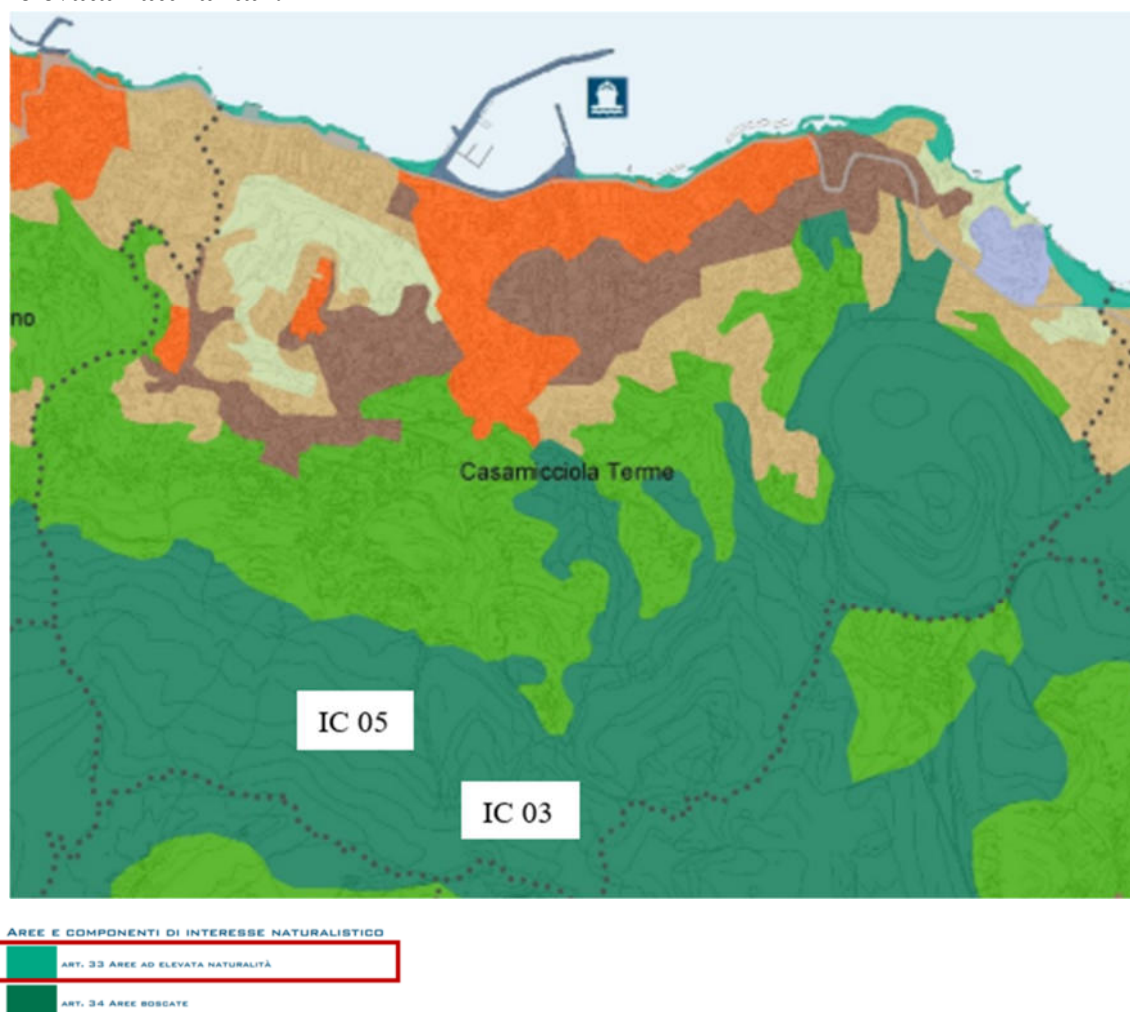 no
Casamicciola Terme
IC 05
IC 03
AREE E COMPONENTI DI INTERESSE NATURALISTICO
ART. 33 AREE AD ELEVATA NATURALITÀ
ART. 34 AREE BOSCATE